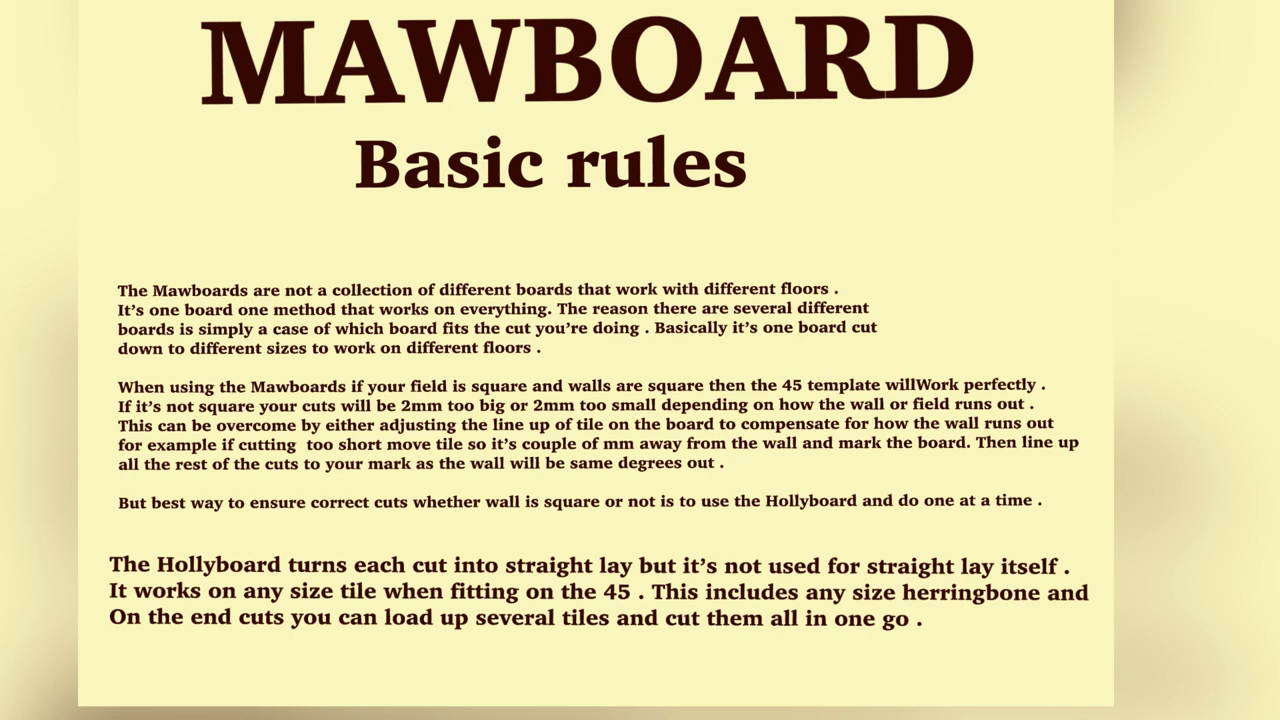 MAWBOARD
Basic rules
The Mawboards are not a collection of different boards that work with different floors .
It’s one board one method that works on everything. The reason there are several different
boards is simply a case of which board fits the cut you’re doing . Basically it’s one board cut
down to different sizes to work on different floors .
When using the Mawboards if your field is square and walls are square then the 45 template willWork perfectly .
If it’s not square your cuts will be 2mm too big or 2mm too small depending on how the wall or field runs out .
This can be overcome by either adjusting the line up of tile on the board to compensate for how the wall runs out
for example if cutting  too short move tile so it’s couple of mm away from the wall and mark the board. Then line up
all the rest of the cuts to your mark as the wall will be same degrees out .
But best way to ensure correct cuts whether wall is square or not is to use the Hollyboard and do one at a time .
The Hollyboard turns each cut into straight lay but it’s not used for straight lay itself .
It works on any size tile when fitting on the 45 . This includes any size herringbone and
On the end cuts you can load up several tiles and cut them all in one go .